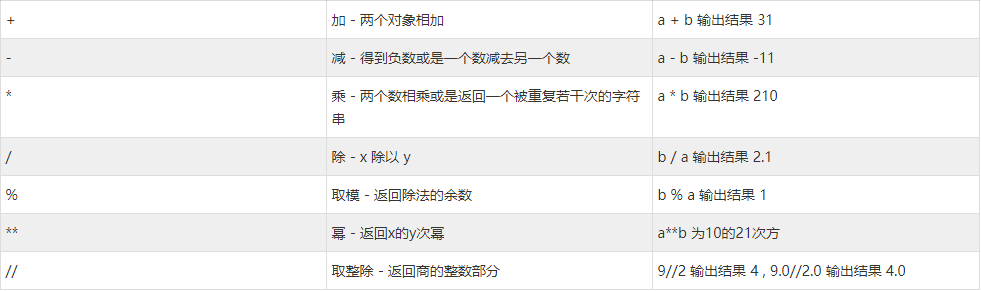 + 加 - 两个对象相加 a + b 输出结果 31
- 减 - 得到负数或是一个数减去另一个数 a - b 输出结果 -11
* 乘 - 两个数相乘或是返回一个被重复若干次的字符 a * b 输出结果 210
串
/ 除 - x 除以 y b / a 输出结果 2.1
% 取模 - 返回除法的余数 b % a 输出结果 1
** 幂 - 返回x的y次幂 a**b 为10的21次方
// 取整除 - 返回商的整数部分 9//2 输出结果 4 , 9.0//2.0 输出结果 4.0